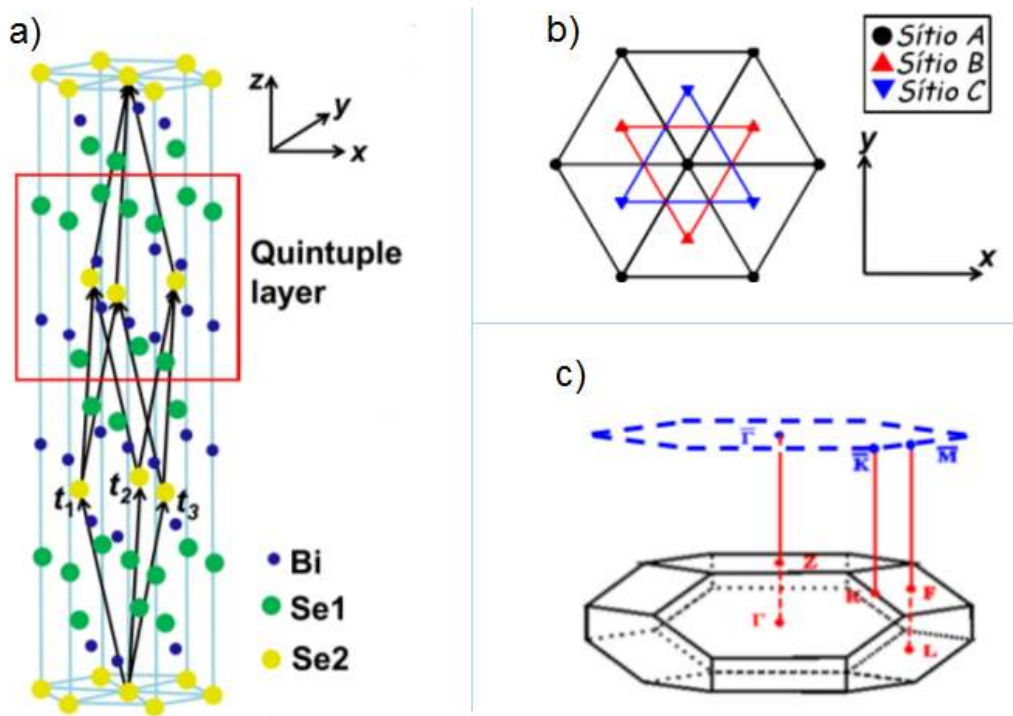 a)
z
y
x
Quintuple
layer
t1
t2
t3
Bi
Se1
Se2
b)
Sítio A
Sítio B
Sítio C
y
x
c)
Γ̅
K̅
M̅
Z
F
Γ
L